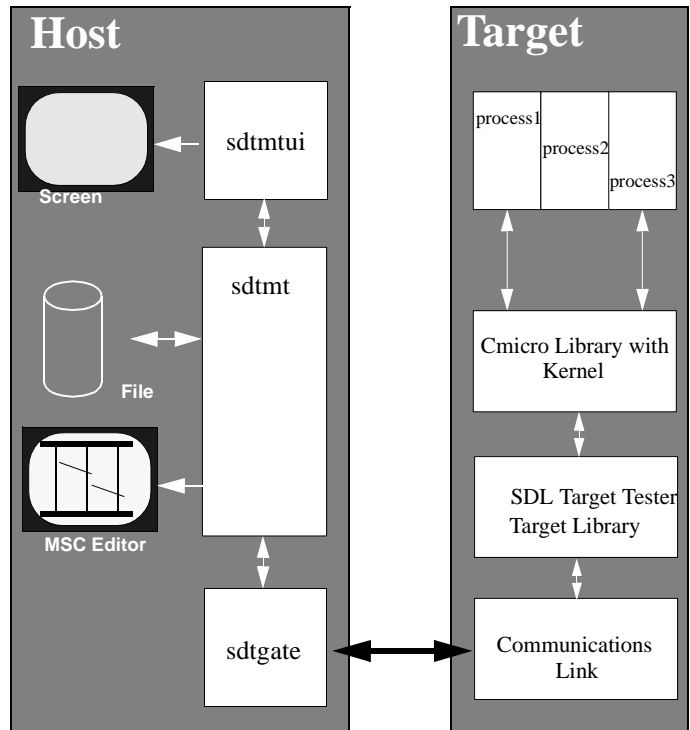 Host
sdtmtui
Screen
sdtmt
File
MSC Editor
sdtgate
Target
process1
process2
process3
Cmicro Library with
Kernel
SDL Target Tester
Target Library
Communications
Link